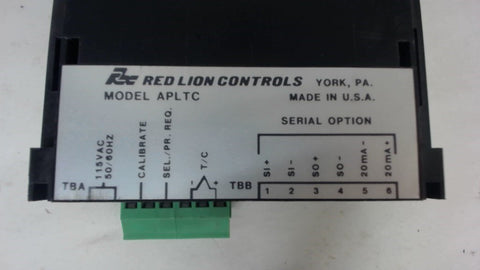 RLC RED LION CONTROLS YORK, PA.
MODEL APLTC MADE IN U.S.A.
SERIAL OPTION
TBA
115VAC
50/60HZ
CALIBRATE
SEL./PR. REQ.
- T/C +
TBB
SI+ SI- SO+ SO- 20mA- 20mA+
1 2 3 4 5 6